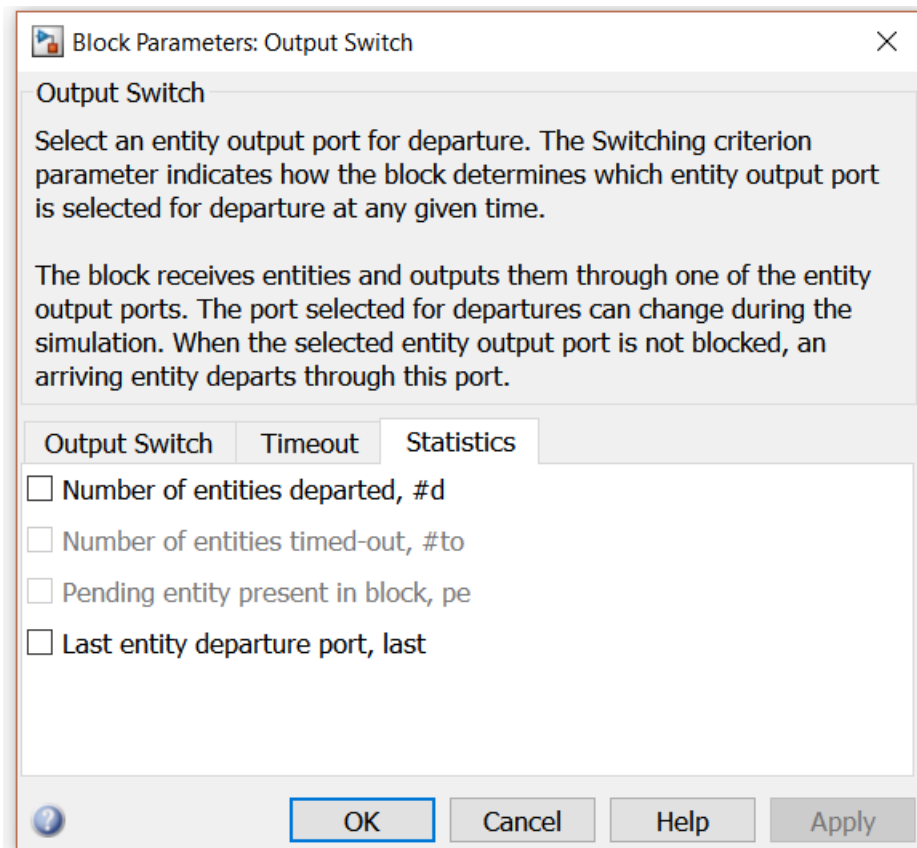 Block Parameters: Output Switch
Output Switch
Select an entity output port for departure. The Switching criterion
parameter indicates how the block determines which entity output port
is selected for departure at any given time.
The block receives entities and outputs them through one of the entity
output ports. The port selected for departures can change during the
simulation. When the selected entity output port is not blocked, an
arriving entity departs through this port.
Output Switch Timeout Statistics
Number of entities departed, #d
Number of entities timed-out, #to
Pending entity present in block, pe
Last entity departure port, last
OK Cancel Help Apply